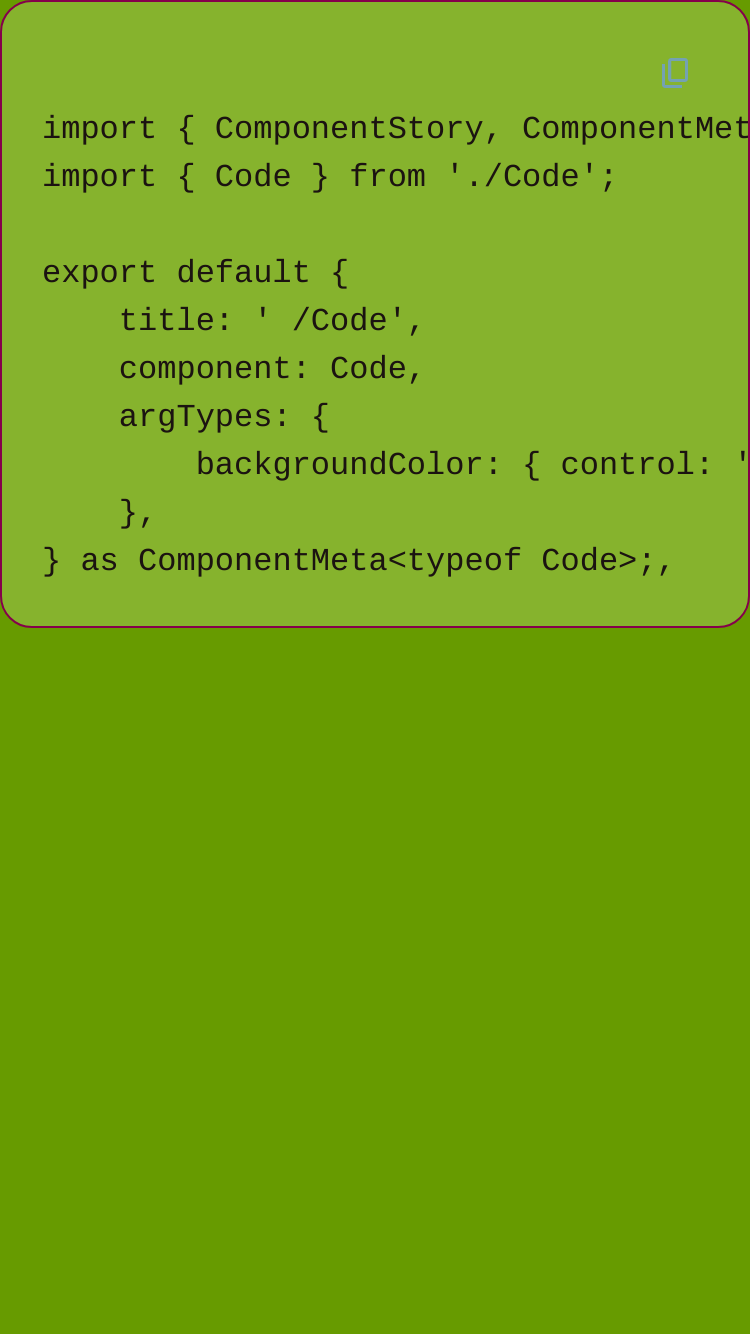 import { ComponentStory, ComponentMet
import { Code } from './Code';
export default {
title: ' /Code',
component: Code,
argTypes: {
backgroundColor: { control: '
},
} as ComponentMeta<typeof Code>;,